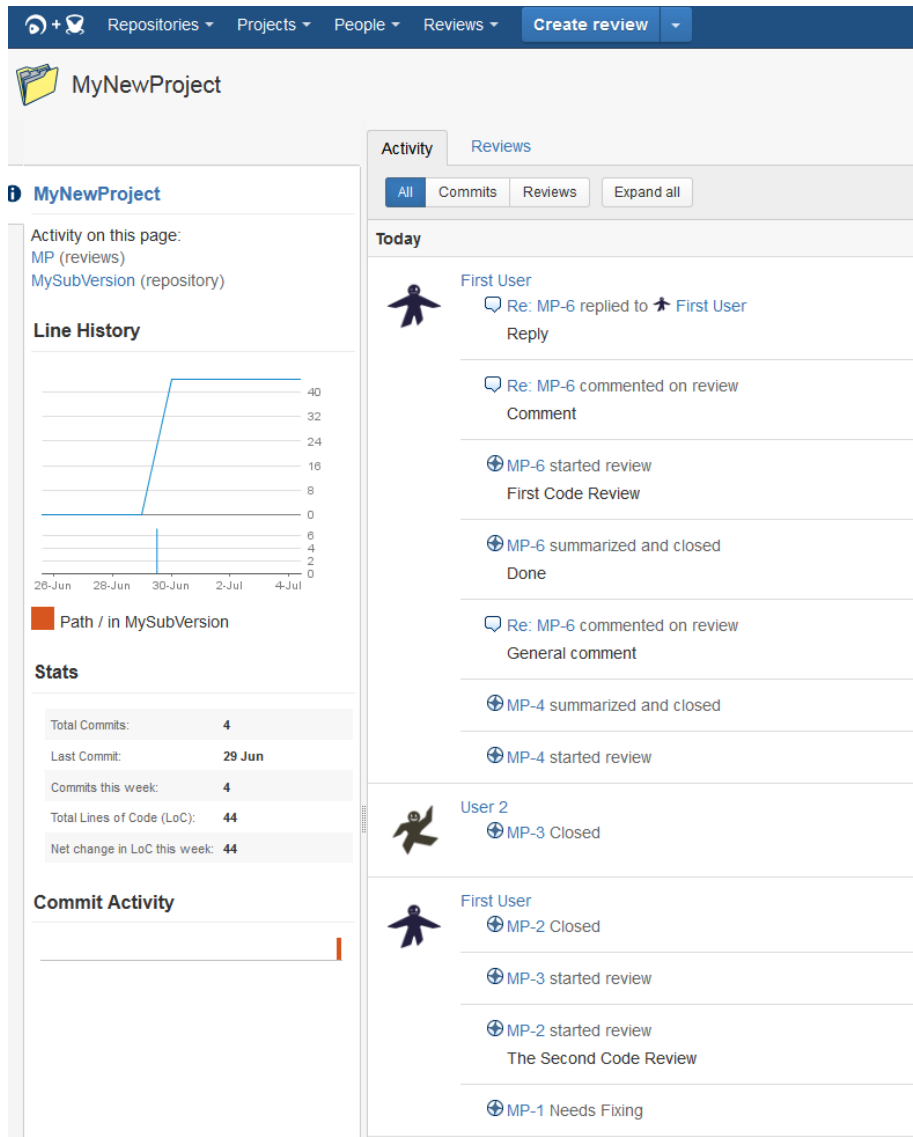 Repositories Projects People Reviews Create review
MyNewProject
Activity Reviews
MyNewProject
Activity on this page:
MP (reviews)
MySubVersion (repository)
Line History
40
32
24
16
8
0
6
4
2
0
26-Jun 28-Jun 30-Jun 2-Jul 4-Jul
Path / in MySubVersion
Stats
Total Commits: 4
Last Commit: 29 Jun
Commits this week: 4
Total Lines of Code (LoC): 44
Net change in LoC this week: 44
Commit Activity
All Commits Reviews Expand all
Today
First User
Re: MP-6 replied to First User
Reply
Re: MP-6 commented on review
Comment
MP-6 started review
First Code Review
MP-6 summarized and closed
Done
Re: MP-6 commented on review
General comment
MP-4 summarized and closed
MP-4 started review
User 2
MP-3 Closed
First User
MP-2 Closed
MP-3 started review
MP-2 started review
The Second Code Review
MP-1 Needs Fixing